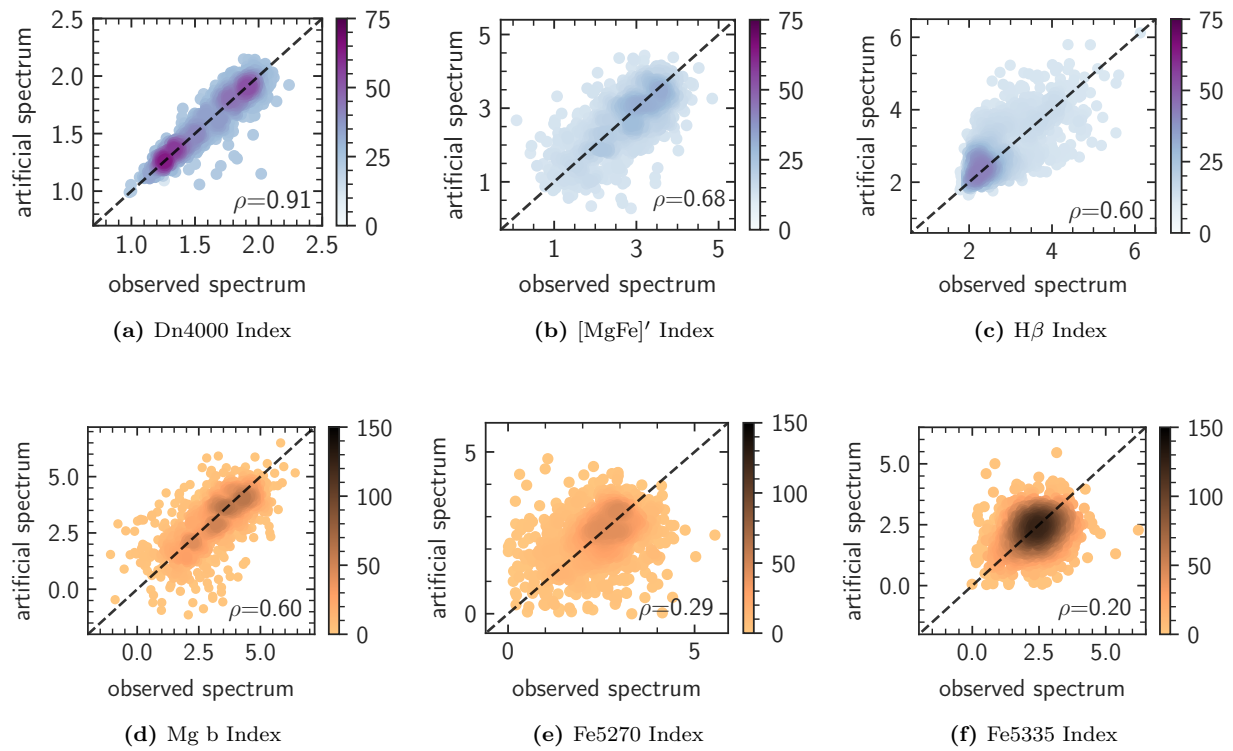 2.5
2.0
1.5
1.0
artificial spectrum
ρ=0.91
1.0 1.5 2.0 2.5
observed spectrum
75
50
25
0
(a) Dn4000 Index
5
3
1
artificial spectrum
ρ=0.68
1 3 5
observed spectrum
75
50
25
0
(b) [MgFe]′ Index
6
4
2
artificial spectrum
ρ=0.60
2 4 6
observed spectrum
75
50
25
0
(c) Hβ Index
5.0
2.5
0.0
artificial spectrum
ρ=0.60
0.0 5.0
observed spectrum
150
100
50
0
(d) Mg b Index
5
0
artificial spectrum
ρ=0.29
0 5
observed spectrum
150
100
50
0
(e) Fe5270 Index
5.0
2.5
0.0
artificial spectrum
ρ=0.20
0.0 2.5 5.0
observed spectrum
150
100
50
0
(f) Fe5335 Index